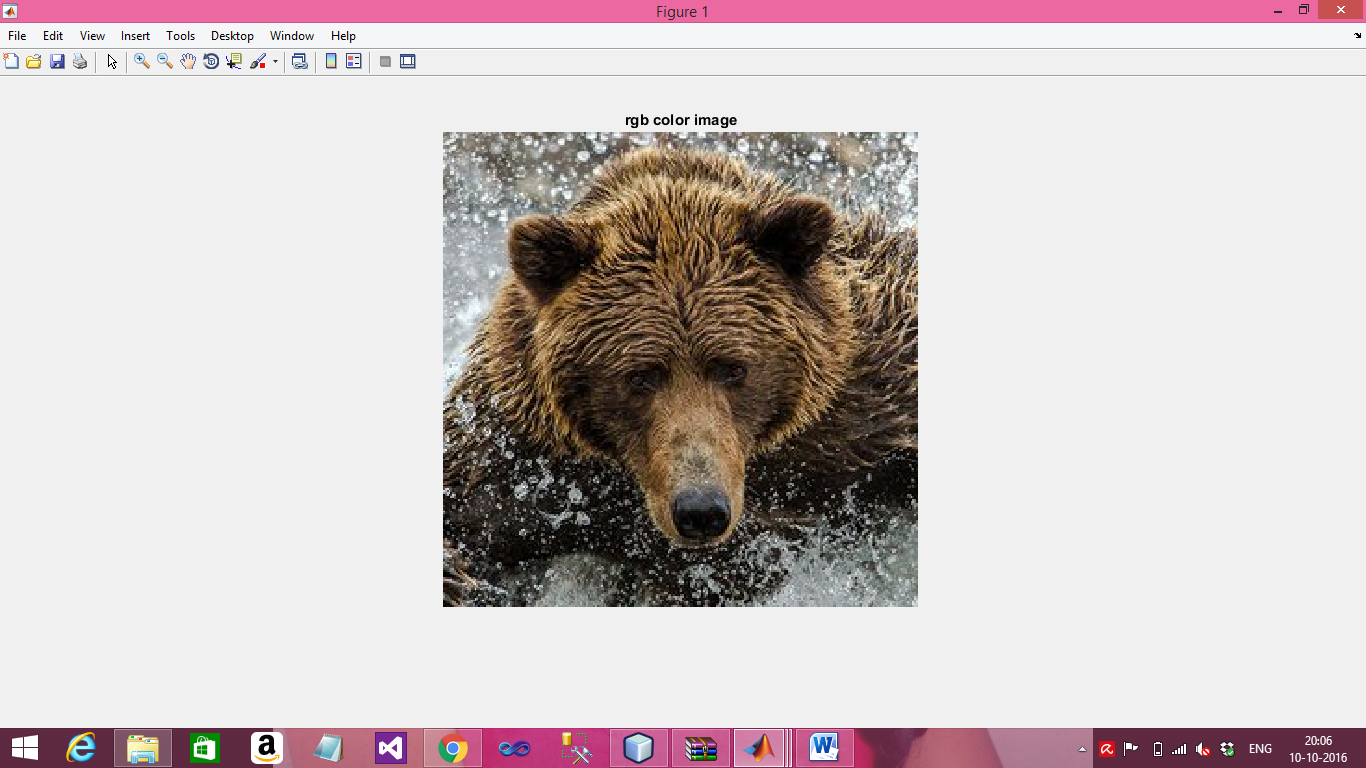 Figure 1
File Edit View Insert Tools Desktop Window Help
rgb color image
ENG
20:06
10-10-2016